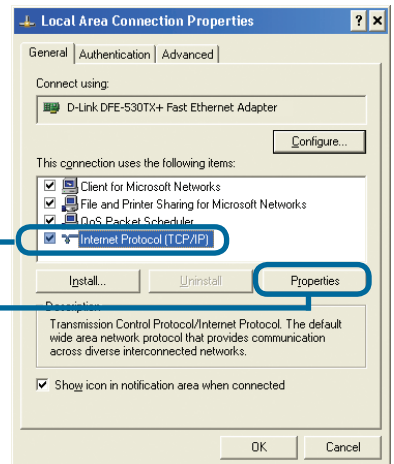 Local Area Connection Properties
General Authentication Advanced
Connect using:
D-Link DFE-530TX+ Fast Ethernet Adapter
Configure...
This connection uses the following items:
Client for Microsoft Networks
File and Printer Sharing for Microsoft Networks
QoS Packet Scheduler
Internet Protocol (TCP/IP)
Install... Uninstall Properties
Description
Transmission Control Protocol/Internet Protocol. The default
wide area network protocol that provides communication
across diverse interconnected networks.
Show icon in notification area when connected
OK Cancel